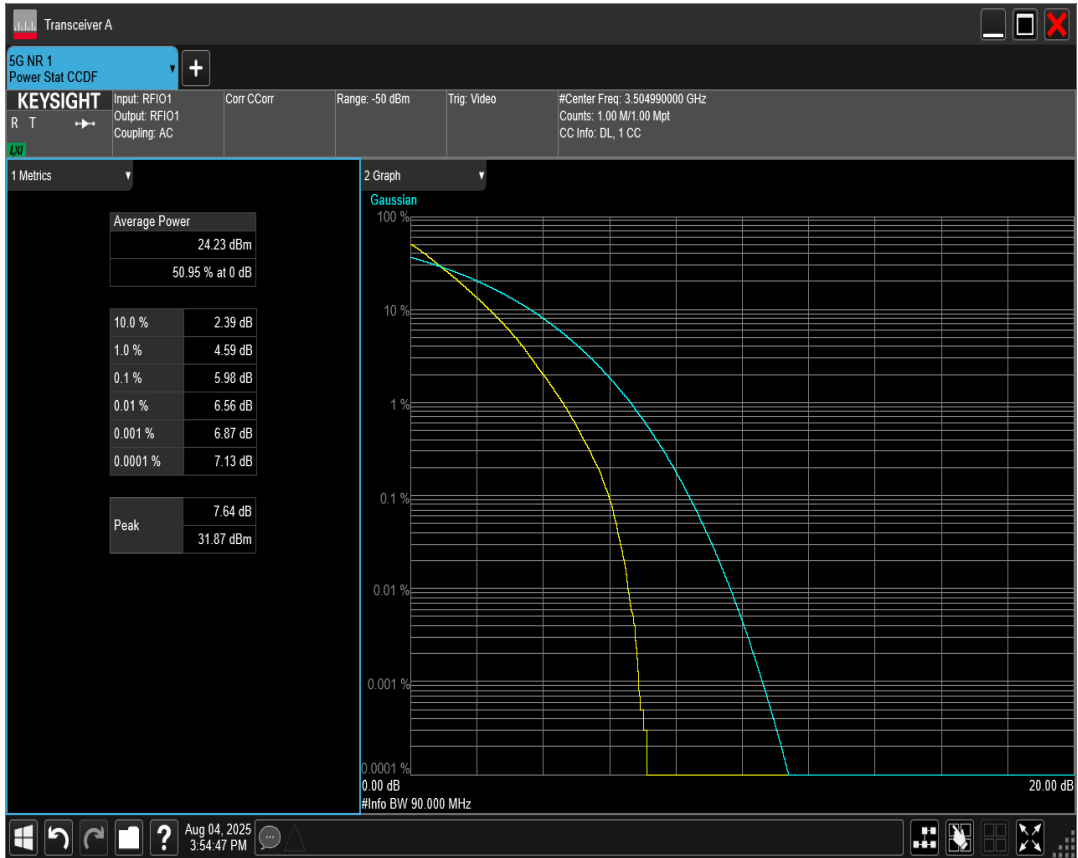 Transceiver A
5G NR 1
Power Stat CCDF
KEYSIGHT
R T
LXI
Input: RFIO1
Output: RFIO1
Coupling: AC
Corr CCorr
Range: -50 dBm
Trig: Video
#Center Freq: 3.504990000 GHz
Counts: 1.00 M/1.00 Mpt
CC Info: DL, 1 CC
1 Metrics
Average Power
24.23 dBm
50.95 % at 0 dB
10.0 % 2.39 dB
1.0 % 4.59 dB
0.1 % 5.98 dB
0.01 % 6.56 dB
0.001 % 6.87 dB
0.0001 % 7.13 dB
Peak
7.64 dB
31.87 dBm
2 Graph
Gaussian
100 %
10 %
1 %
0.1 %
0.01 %
0.001 %
0.0001 %
0.00 dB 20.00 dB
#Info BW 90.000 MHz
Aug 04, 2025
3:54:47 PM